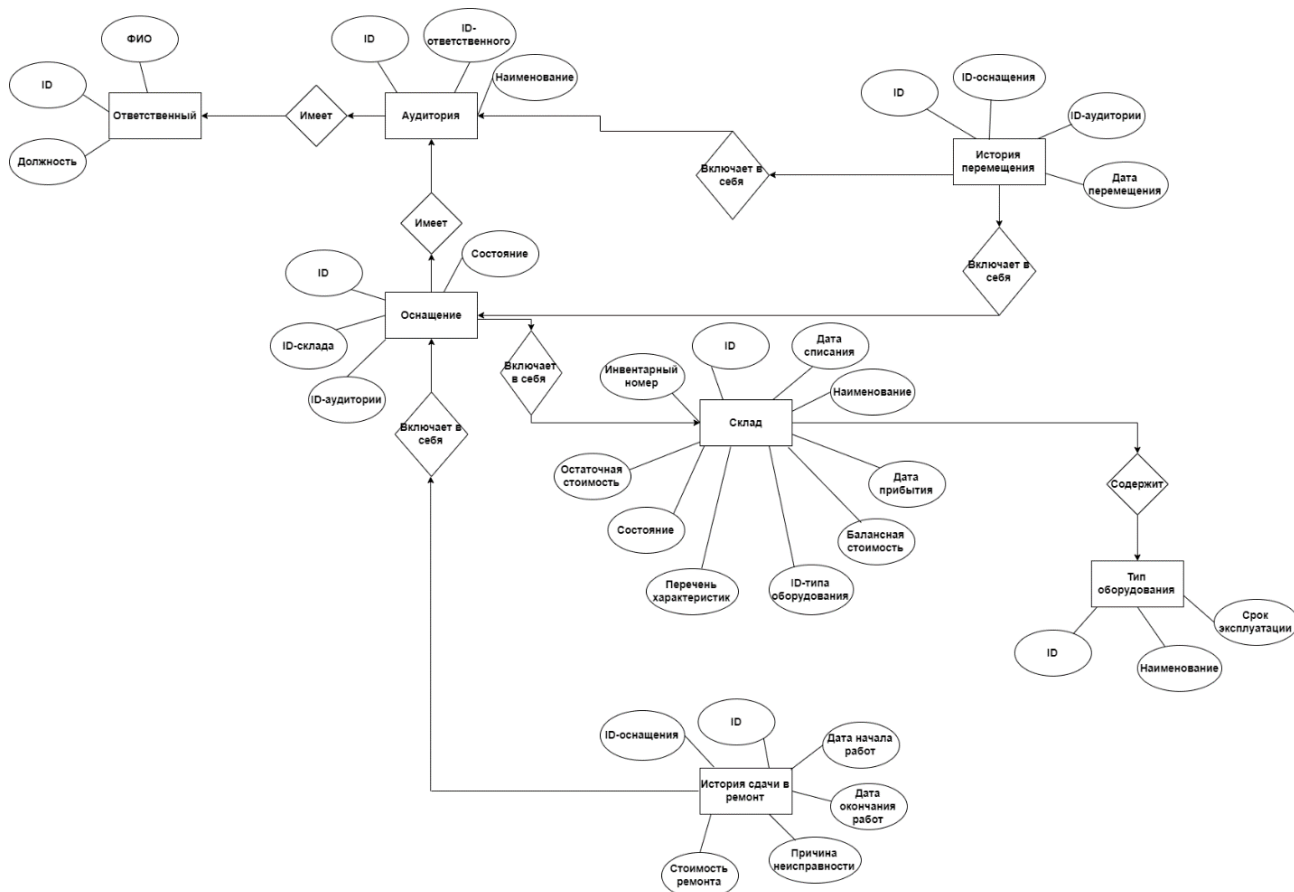 ФИО
ID
Ответственный
Должность
Имеет
ID
ID-
ответственного
Наименование
Аудитория
Включает в
себя
ID
ID-оснащения
ID-аудитории
История
перемещения
Дата
перемещения
Имеет
Включает в
себя
Состояние
ID
Оснащение
ID-склада
ID-аудитории
Включает
в себя
Включает в
себя
Инвентарный
номер
ID
Дата
списания
Наименование
Склад
Остаточная
стоимость
Состояние
Перечень
характеристик
ID-типа
оборудования
Балансная
стоимость
Дата
прибытия
Содержит
Тип
оборудования
ID
Наименование
Срок
эксплуатации
ID-оснащения
ID
Дата начала
работ
История сдачи в
ремонт
Дата
окончания
работ
Стоимость
ремонта
Причина
неисправности